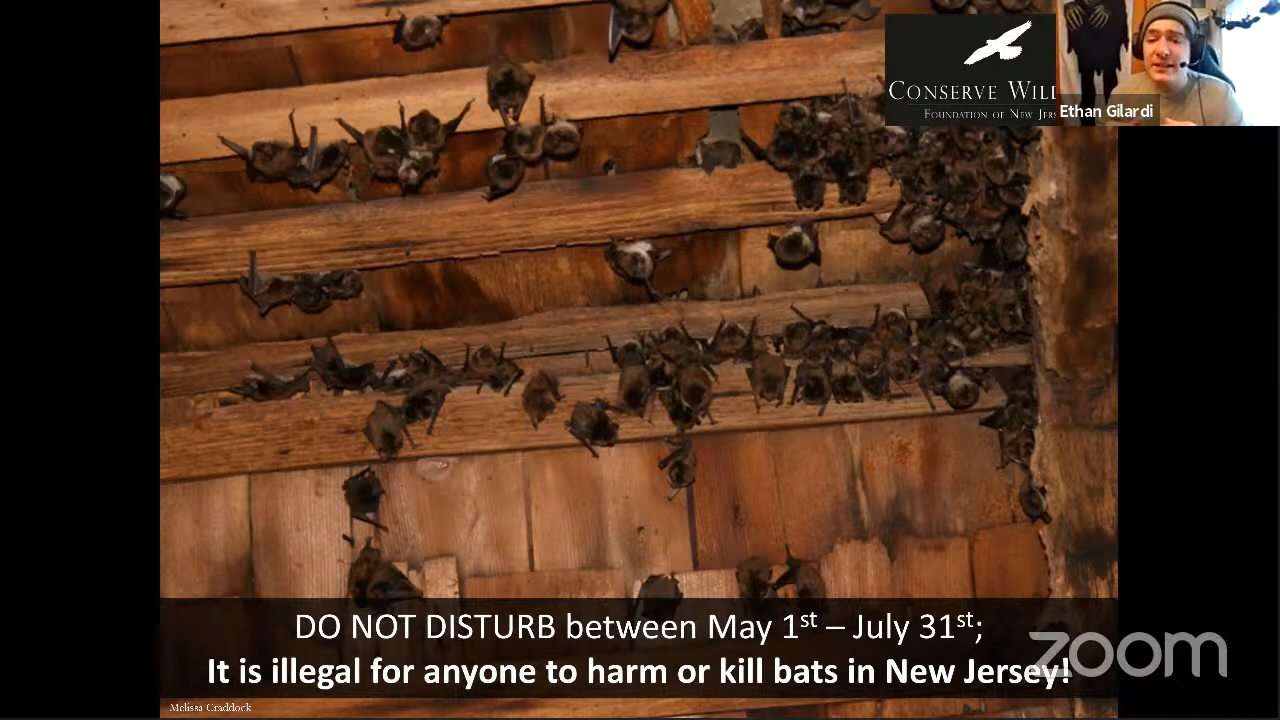 CONSERVE WIL
FOUNDATION OF NEW JER
Ethan Gilardi
DO NOT DISTURB between May 1st – July 31st;
It is illegal for anyone to harm or kill bats in New Jersey!
zoom
Melissa Craddock